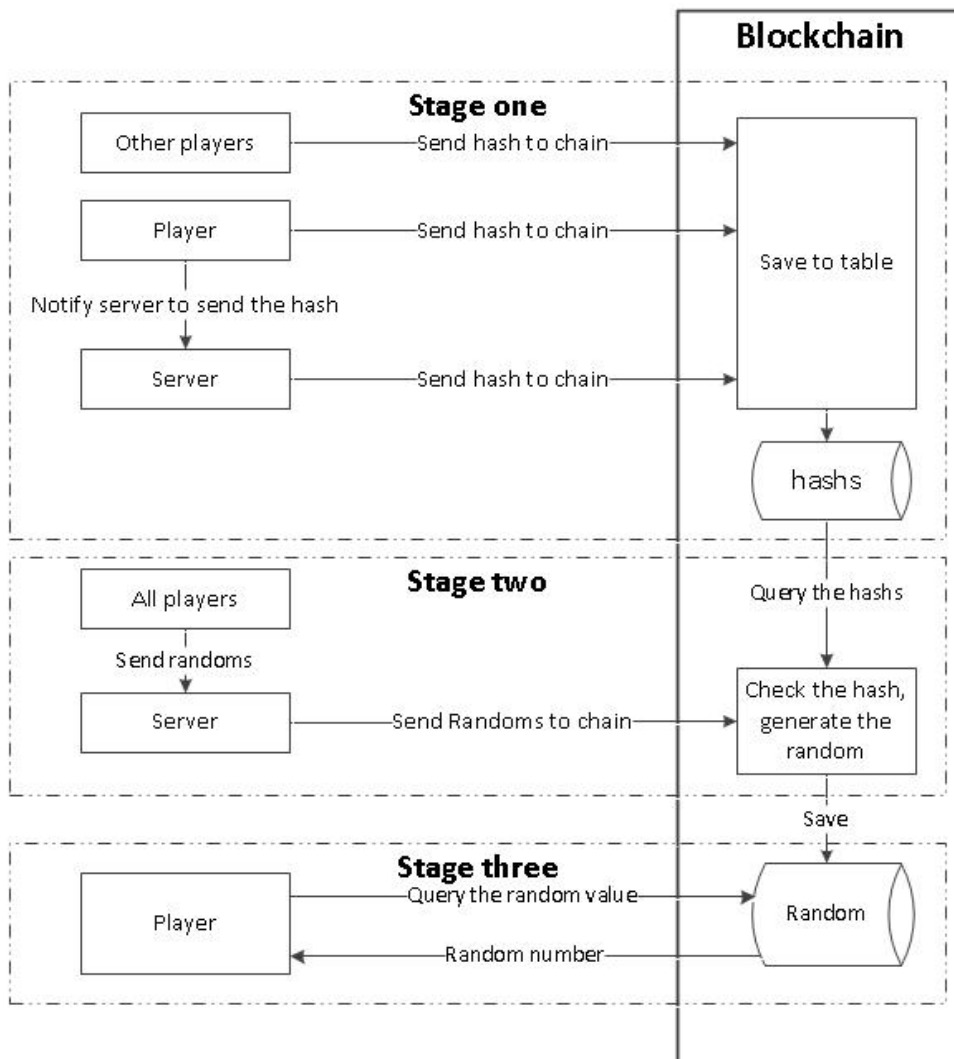 Blockchain
Stage one
Other players
Send hash to chain
Player
Send hash to chain
Save to table
Notify server to send the hash
Server
Send hash to chain
hashs
Stage two
All players
Query the hashs
Send randoms
Server
Send Randoms to chain
Check the hash,
generate the
random
Save
Stage three
Query the random value
Player
Random
Random number